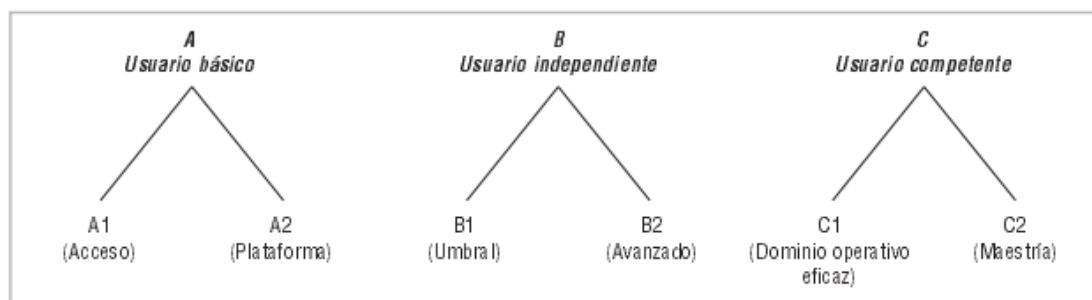 A
Usuario básico
B
Usuario independiente
C
Usuario competente
A1
(Acceso)
A2
(Plataforma)
B1
(Umbral)
B2
(Avanzado)
C1
(Dominio operativo
eficaz)
C2
(Maestría)